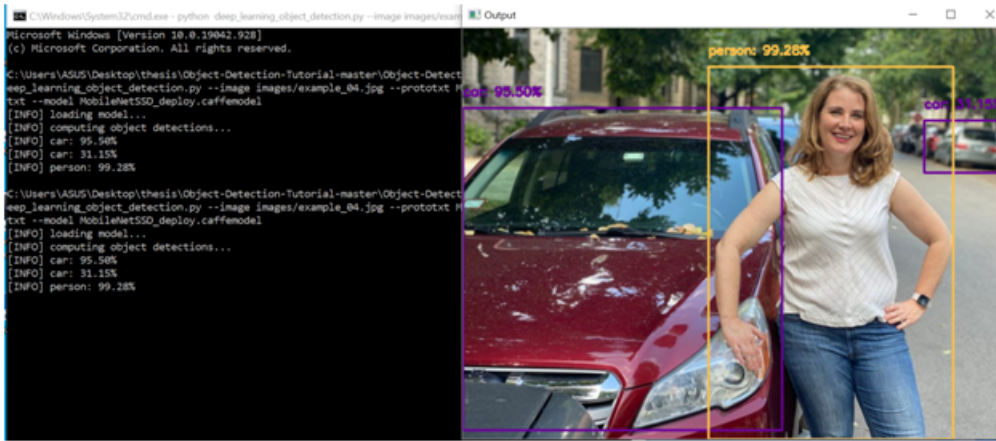 C:\Windows\System32\cmd.exe - python deep_learning_object_detection.py --image images/exam
Microsoft Windows [Version 10.0.19042.928]
(c) Microsoft Corporation. All rights reserved.
C:\Users\ASUS\Desktop\thesis\Object-Detection-Tutorial-master\Object-Detect
eep_learning_object_detection.py --image images/example_04.jpg --prototxt M
txt --model MobileNetSSD_deploy.caffemodel
[INFO] loading model...
[INFO] computing object detections...
[INFO] car: 95.50%
[INFO] car: 31.15%
[INFO] person: 99.28%
C:\Users\ASUS\Desktop\thesis\Object-Detection-Tutorial-master\Object-Detect
eep_learning_object_detection.py --image images/example_04.jpg --prototxt M
txt --model MobileNetSSD_deploy.caffemodel
[INFO] loading model...
[INFO] computing object detections...
[INFO] car: 95.50%
[INFO] car: 31.15%
[INFO] person: 99.28%
Output
person: 99.28%
car: 95.50%
car: 31.15%